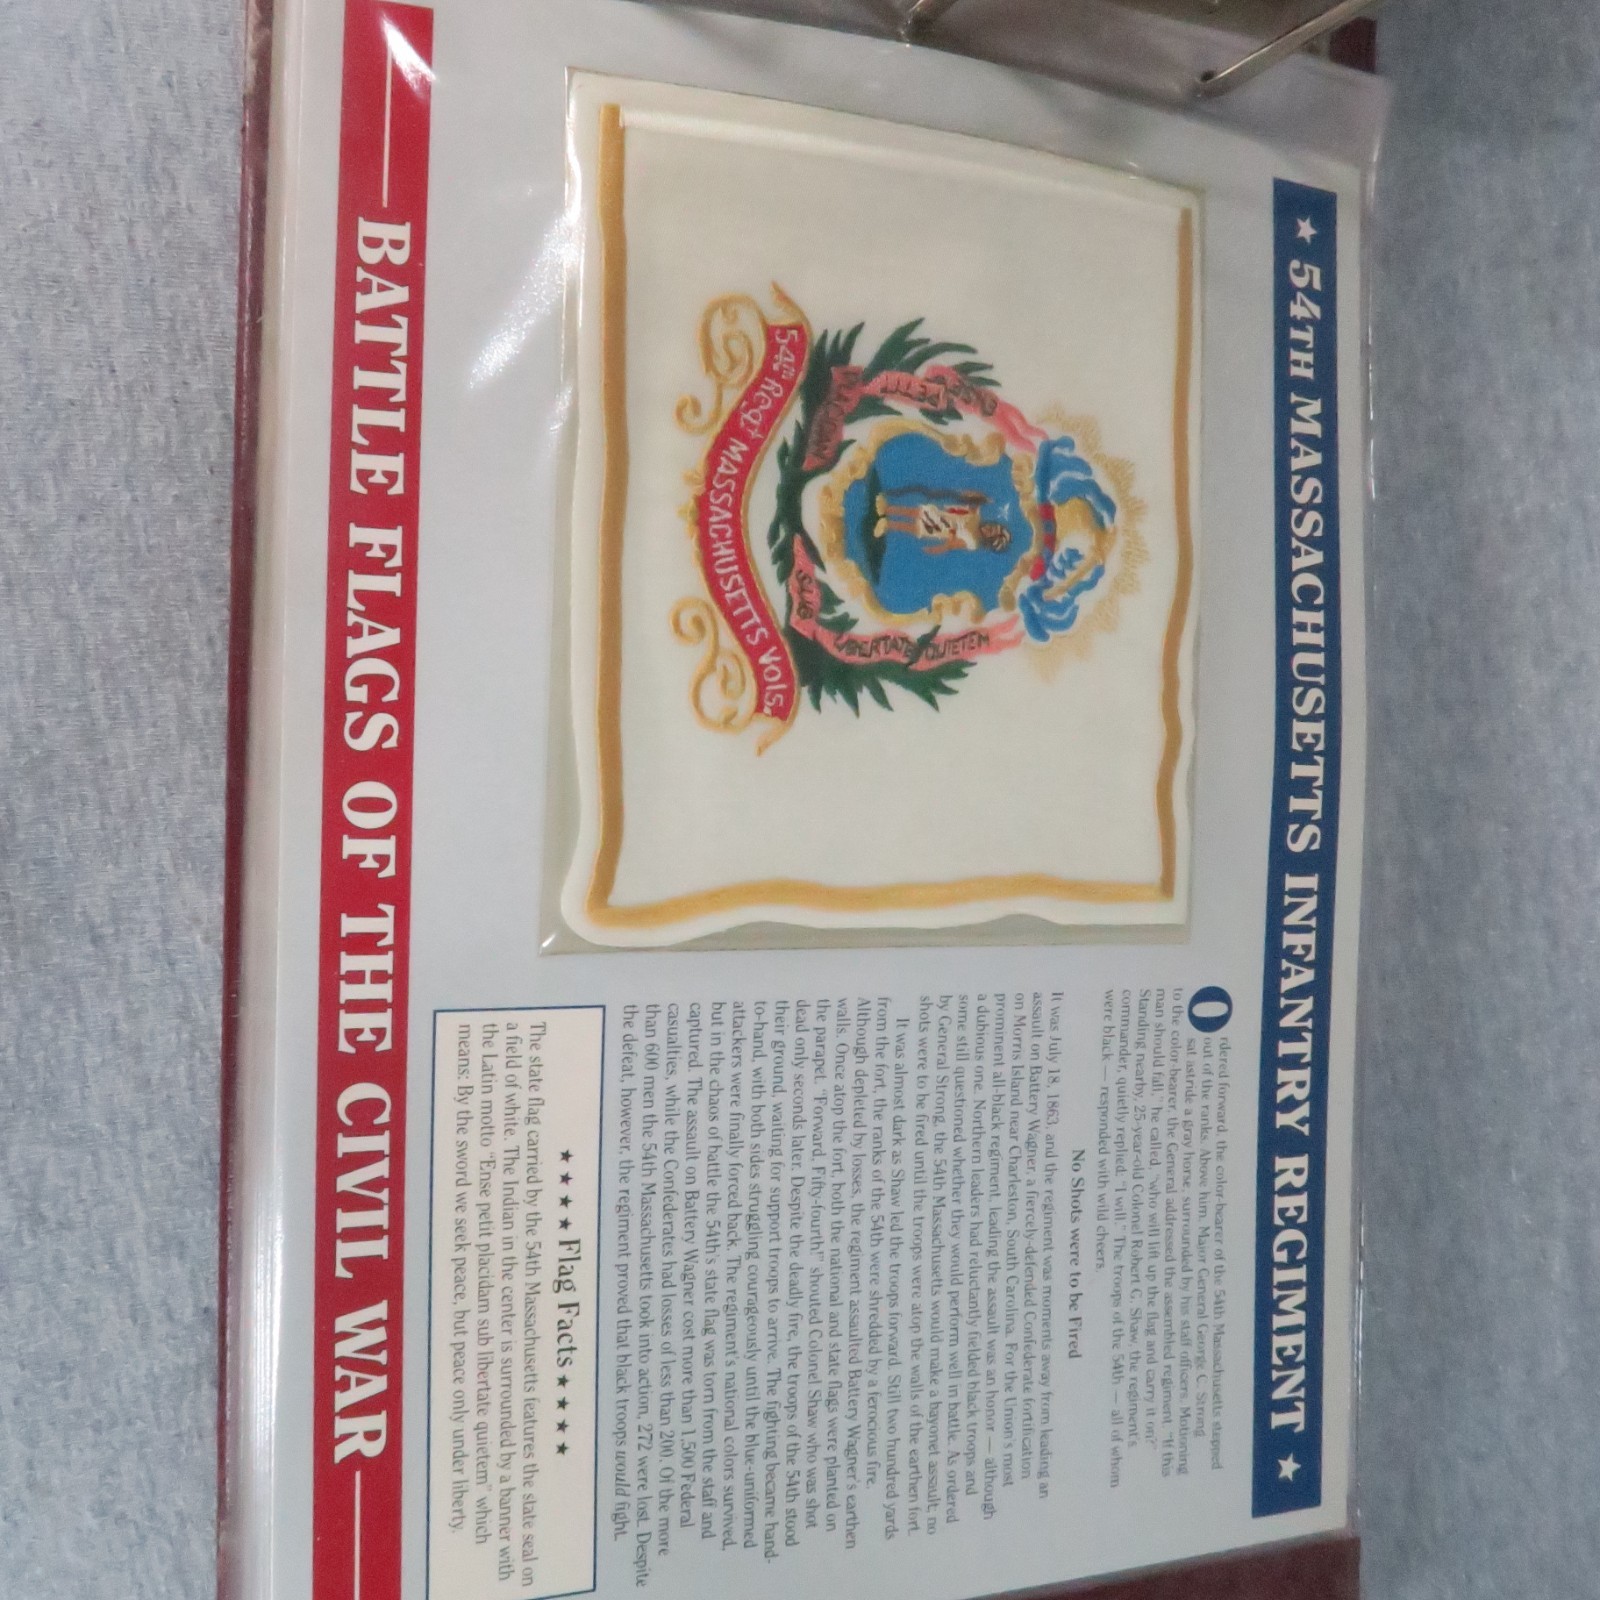 ★ 54TH MASSACHUSETTS INFANTRY REGIMENT ★
PER ARDUAM
54TH Regt MASSACHUSETTS VOLS.
SUB LIBERTATE QUIETEM
Ordered forward, the color-bearer of the 54th Massachusetts stepped
out of the ranks. Above him, Major General George C. Strong
sat astride a gray horse, surrounded by his staff officers. Motioning
to the color-bearer, the General addressed the assembled regiment. "If this
man should fall," he called, "who will lift up the flag and carry it on?"
Standing nearby, 25-year-old Colonel Robert G. Shaw, the regiment's
commander, quietly replied, "I will." The troops of the 54th — all of whom
were black — responded with wild cheers.
No Shots were to be Fired
It was July 18, 1863, and the regiment was moments away from leading an
assault on Battery Wagner, a fiercely-defended Confederate fortification
on Morris Island near Charleston, South Carolina. For the Union's most
prominent all-black regiment, leading the assault was an honor — although
a dubious one. Northern leaders had reluctantly fielded black troops and
some still questioned whether they would perform well in battle. As ordered
by General Strong, the 54th Massachusetts would make a bayonet assault; no
shots were to be fired until the troops were atop the walls of the earthen fort.
It was almost dark as Shaw led the troops forward. Still two hundred yards
from the fort, the ranks of the 54th were shredded by a ferocious fire.
Although depleted by losses, the regiment assaulted Battery Wagner's earthen
walls. Once atop the fort, both the national and state flags were planted on
the parapet. "Forward, Fifty-fourth!" shouted Colonel Shaw who was shot
dead only seconds later. Despite the deadly fire, the troops of the 54th stood
their ground, waiting for support troops to arrive. The fighting became hand-
to-hand, with both sides struggling courageously until the blue-uniformed
attackers were finally forced back. The regiment's national colors survived,
but in the chaos of battle the 54th's state flag was torn from the staff and
captured. The assault on Battery Wagner cost more than 1,500 Federal
casualties, while the Confederates had losses of less than 200. Of the more
than 600 men the 54th Massachusetts took into action, 272 were lost. Despite
the defeat, however, the regiment proved that black troops would fight.
★ ★ ★ ★ Flag Facts ★ ★ ★ ★
The state flag carried by the 54th Massachusetts features the state seal on
a field of white. The Indian in the center is surrounded by a banner with
the Latin motto "Ense petit placidam sub libertate quietem" which
means: By the sword we seek peace, but peace only under liberty.
BATTLE FLAGS OF THE CIVIL WAR